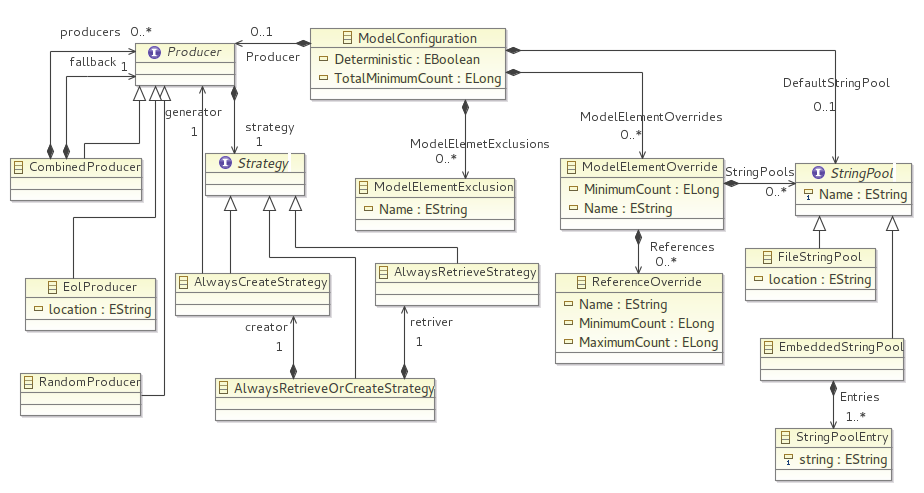 producers 0..*
fallback 1
Producer
0..1
Producer
ModelConfiguration
Deterministic : EBoolean
TotalMinimumCount : ELong
DefaultStringPool
0..1
generator
1
strategy
1
ModelElemetExclusions
0..*
ModelElementOverrides
0..*
CombinedProducer
Strategy
ModelElementExclusion
Name : EString
ModelElementOverride
MinimumCount : ELong
Name : EString
StringPools
0..*
StringPool
Name : EString
References
0..*
EolProducer
location : EString
AlwaysCreateStrategy
AlwaysRetrieveStrategy
ReferenceOverride
Name : EString
MinimumCount : ELong
MaximumCount : ELong
FileStringPool
location : EString
creator
1
retriver
1
EmbeddedStringPool
RandomProducer
AlwaysRetrieveOrCreateStrategy
Entries
1..*
StringPoolEntry
string : EString